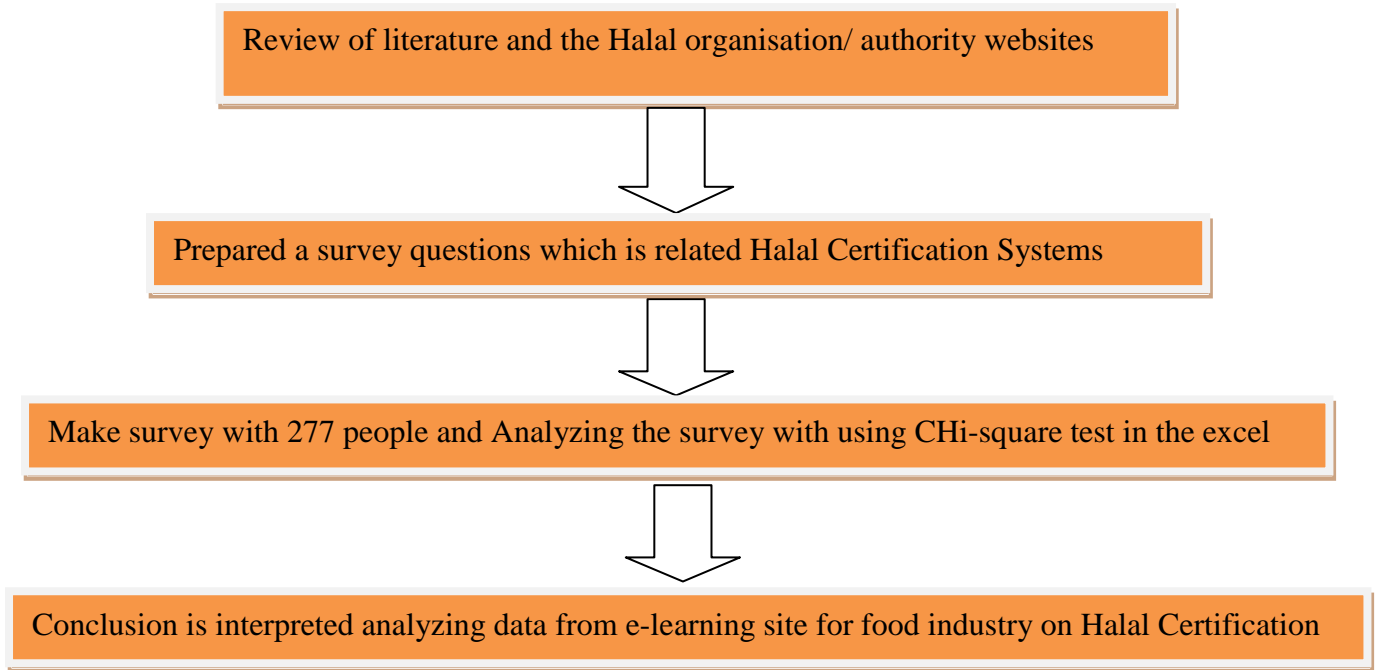 Review of literature and the Halal organisation/ authority websites
Prepared a survey questions which is related Halal Certification Systems
Make survey with 277 people and Analyzing the survey with using CHi-square test in the excel
Conclusion is interpreted analyzing data from e-learning site for food industry on Halal Certification